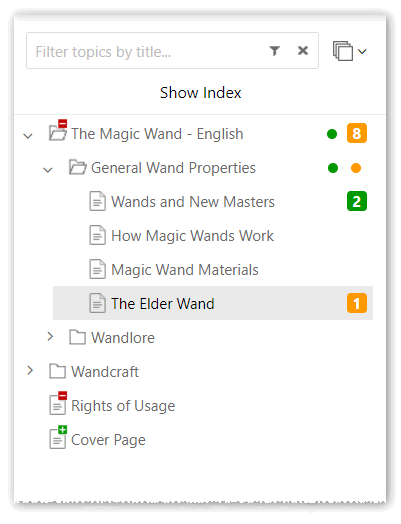 Filter topics by title...
Show Index
The Magic Wand - English 8
General Wand Properties
Wands and New Masters 2
How Magic Wands Work
Magic Wand Materials
The Elder Wand 1
Wandlore
Wandcraft
Rights of Usage
Cover Page